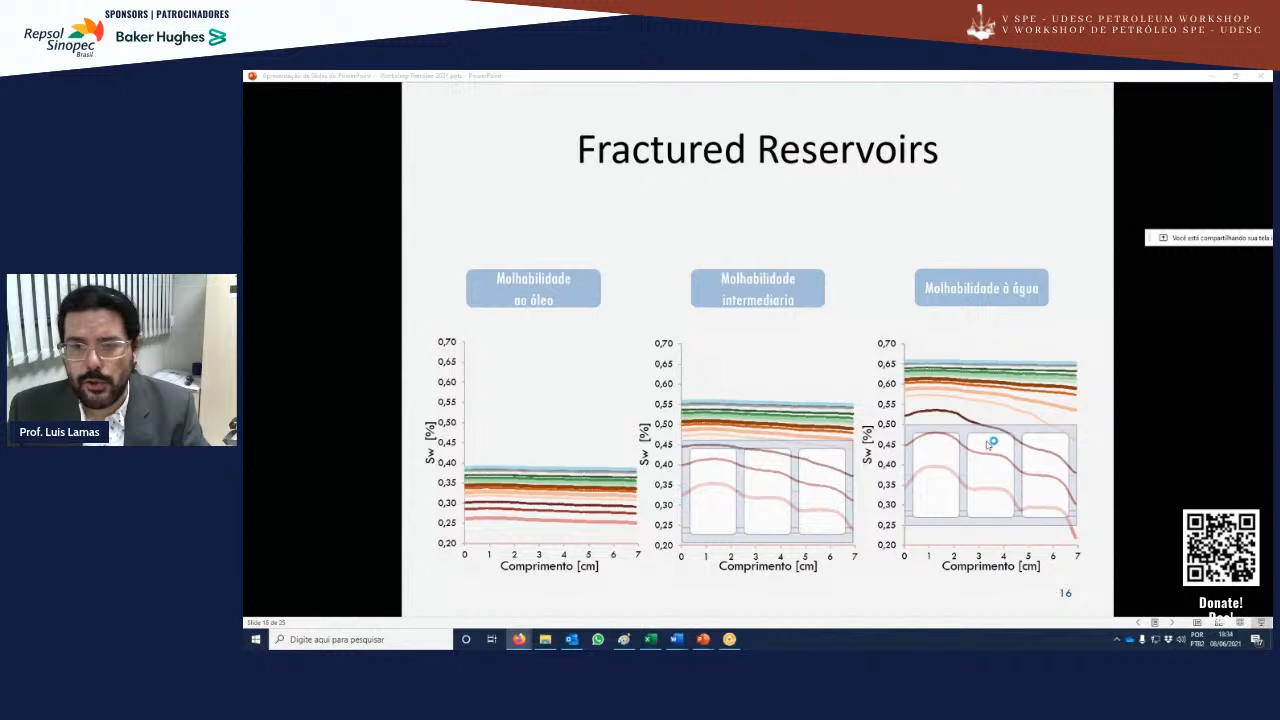 SPONSORS | PATROCINADORES
Repsol
Sinopec
Brasil
Baker Hughes
V SPE - UDESC PETROLEUM WORKSHOP
V WORKSHOP DE PETRÓLEO SPE - UDESC
Apresentação de Slides do PowerPoint - Workshop Petróleo 2021.pptx - PowerPoint
Fractured Reservoirs
Você está compartilhando sua tela
Molhabilidade
ao óleo
Molhabilidade
intermediaria
Molhabilidade à água
0,70
0,65
0,60
0,55
0,50
0,45
0,40
0,35
0,30
0,25
0,20
Sw [%]
0 1 2 3 4 5 6 7
Comprimento [cm]
0,70
0,65
0,60
0,55
0,50
0,45
0,40
0,35
0,30
0,25
0,20
Sw [%]
0 1 2 3 4 5 6 7
Comprimento [cm]
0,70
0,65
0,60
0,55
0,50
0,45
0,40
0,35
0,30
0,25
0,20
Sw [%]
0 1 2 3 4 5 6 7
Comprimento [cm]
16
Prof. Luis Lamas
Donate!
Slide 16 de 25
Digite aqui para pesquisar
POR
PTB2
18:34
08/06/2021